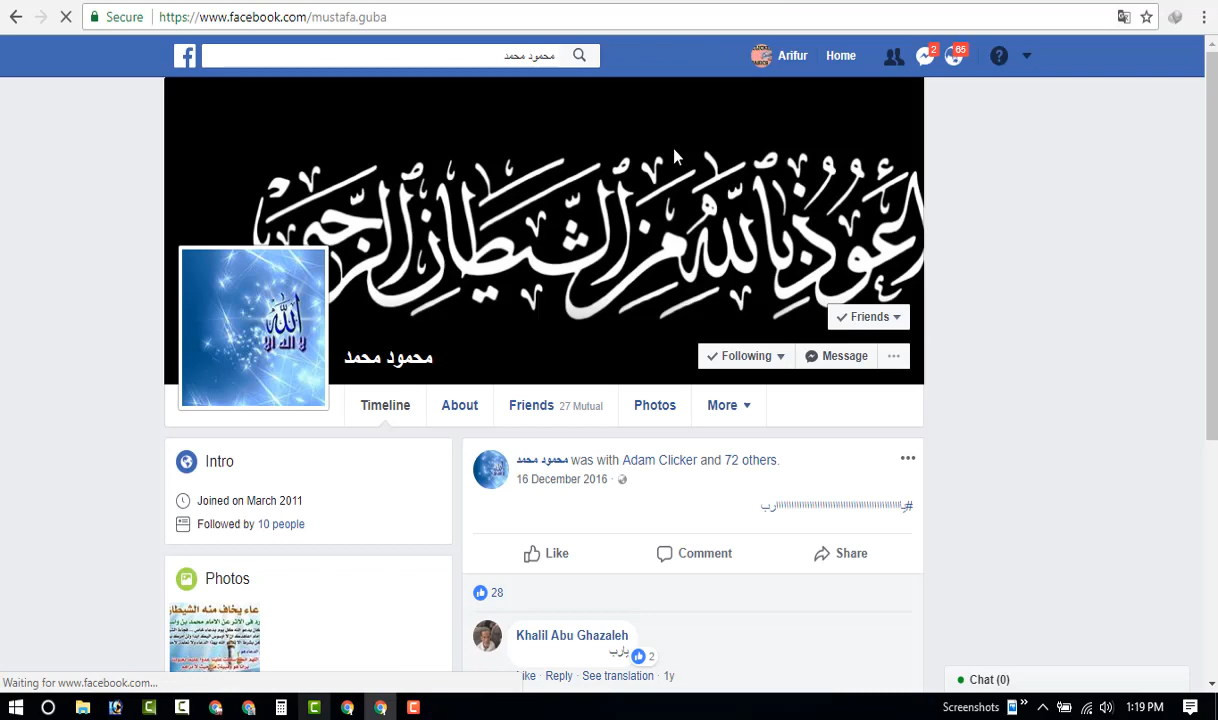 Secure
https://www.facebook.com/mustafa.guba
محمود محمد
Arifur
Home
2
65
أعوذ بالله من الشيطان الرجيم
الله
محمود محمد
Friends
Following
Message
Timeline
About
Friends 27 Mutual
Photos
More
Intro
Joined on March 2011
Followed by 10 people
Photos
محمود محمد was with Adam Clicker and 72 others.
16 December 2016
Like
Comment
Share
28
Khalil Abu Ghazaleh
يارب
2
Like · Reply · See translation · 1y
Waiting for www.facebook.com...
Chat (0)
Screenshots
1:19 PM